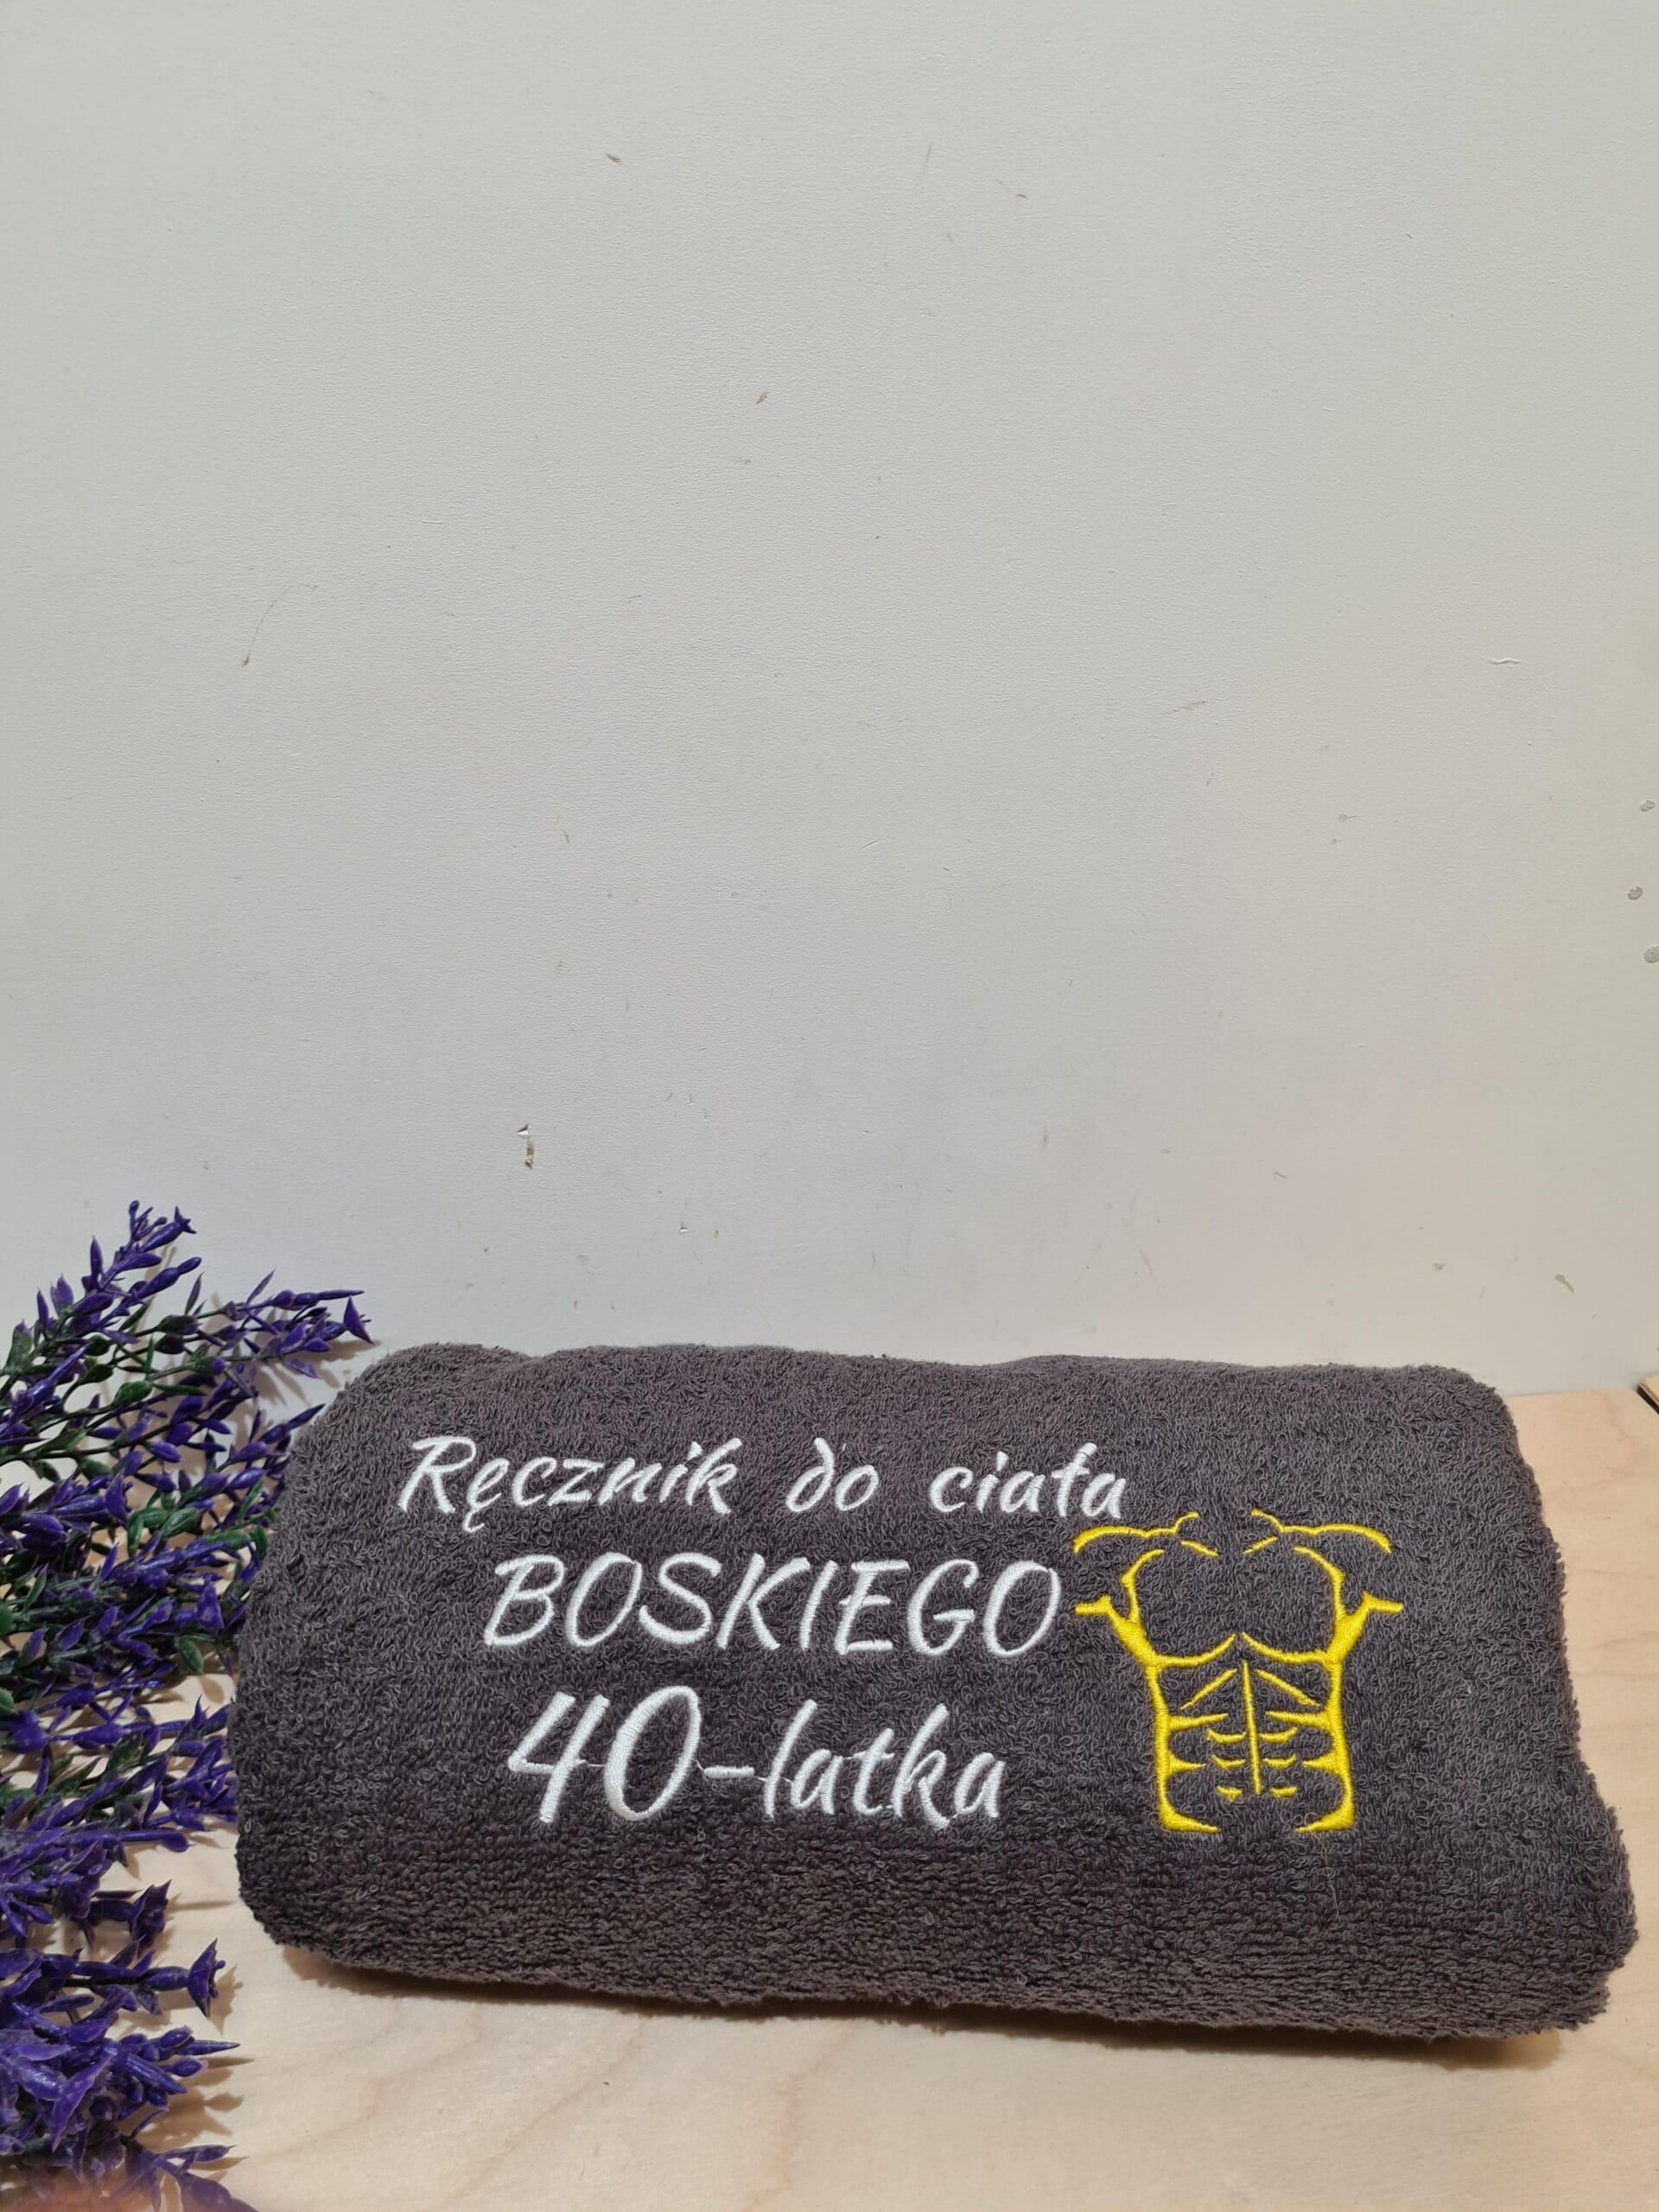 Ręcznik do ciała
BOSKIEGO
40-latka